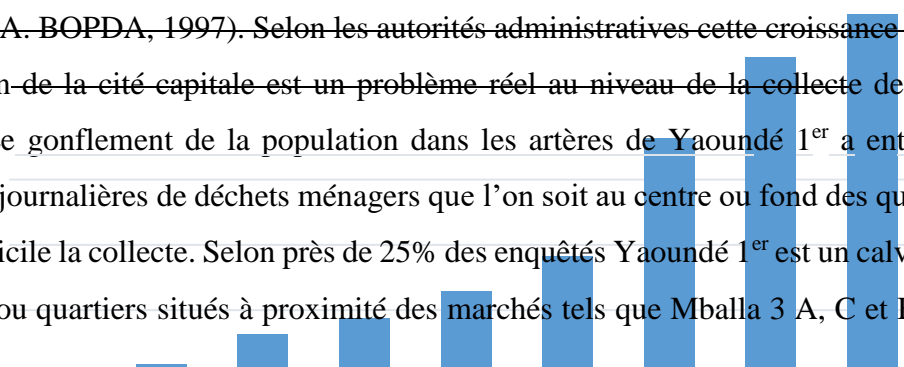 A. BOPDA, 1997). Selon les autorités administratives cette croissance
de la cité capitale est un problème réel au niveau de la collecte de
gonflement de la population dans les artères de Yaoundé 1er a ent
journalières de déchets ménagers que l’on soit au centre ou fond des qu
icile la collecte. Selon près de 25% des enquêtés Yaoundé 1er est un calv
ou quartiers situés à proximité des marchés tels que Mballa 3 A, C et